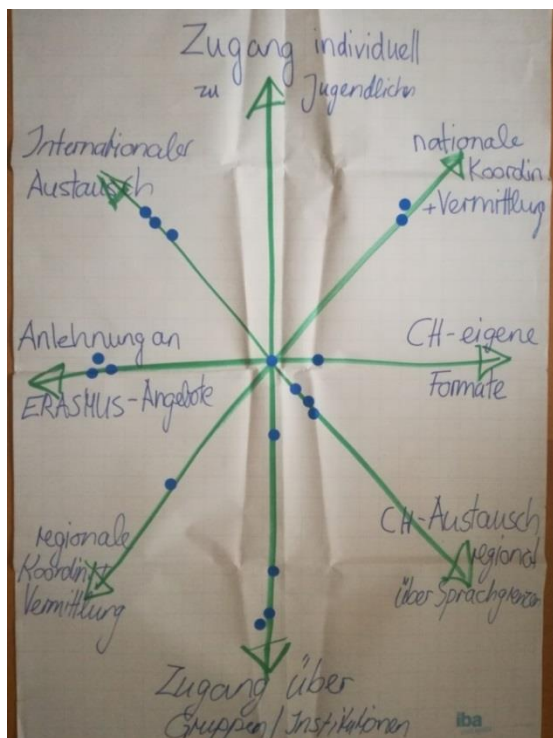 Zugang individuell
zu Jugendlichen
Internationaler
Austausch
nationale
Koordin.
+Vermittlung
Anlehnung an
ERASMUS-Angebote
CH-eigene
Formate
regionale
Koordin.+
Vermittlung
CH-Austausch
regional
über Sprachgrenzen
Zugang über
Gruppen/Institutionen
iba